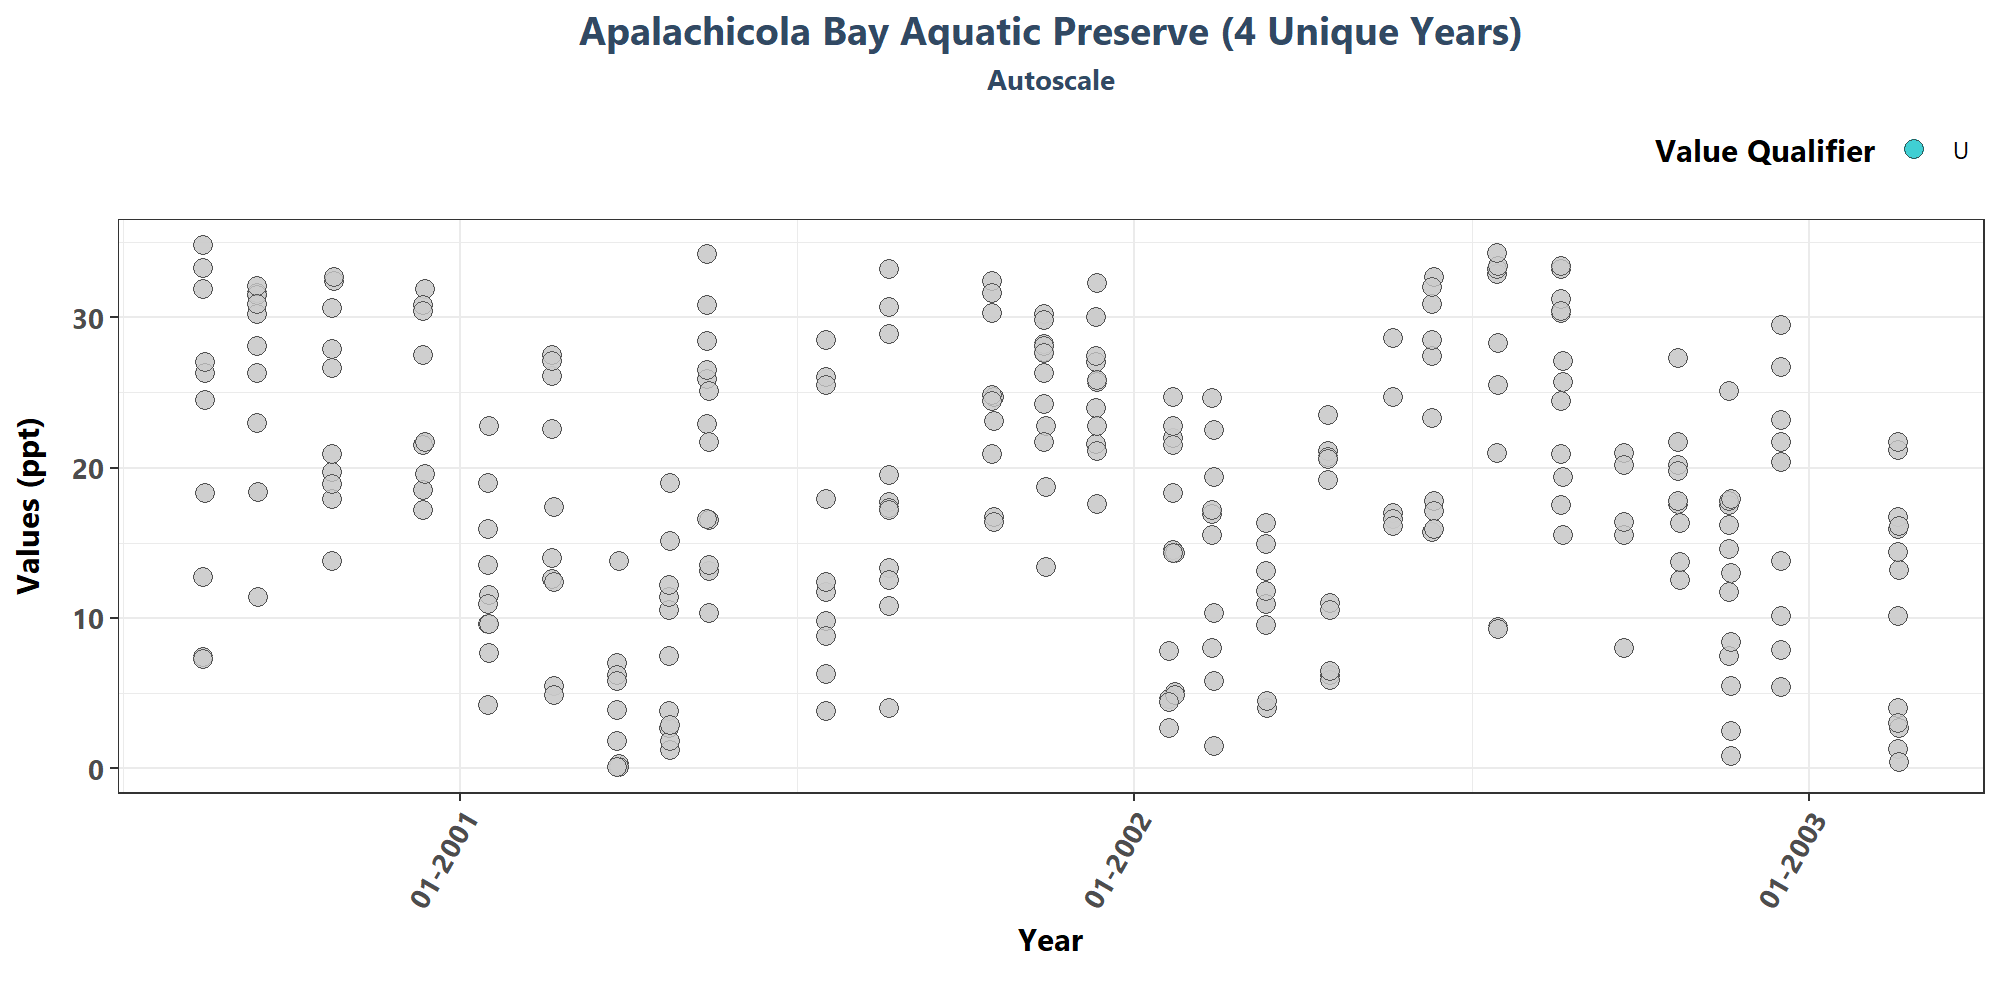 Apalachicola Bay Aquatic Preserve (4 Unique Years)
Autoscale
Value Qualifier U
Values (ppt)
30
20
10
0
01-2001 01-2002 01-2003
Year